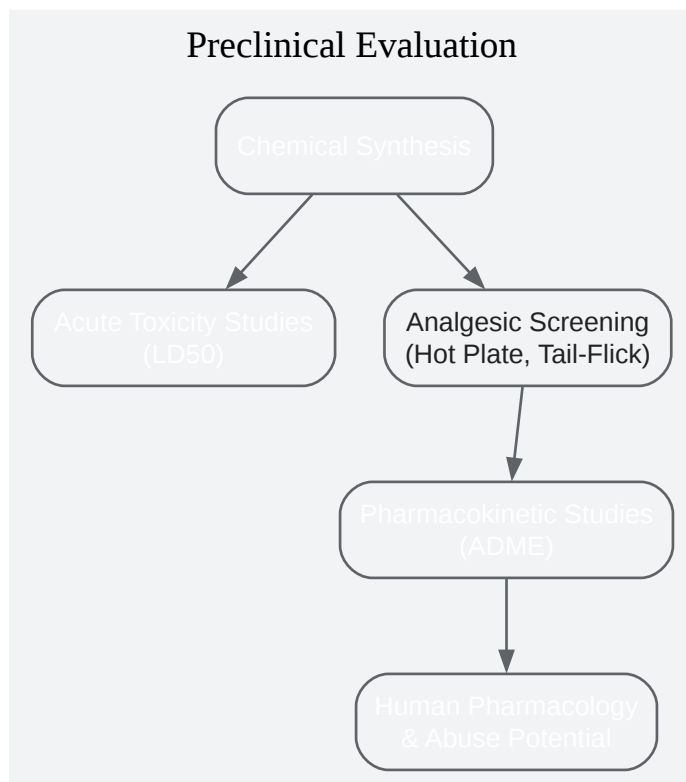 Preclinical Evaluation
Chemical Synthesis
Acute Toxicity Studies
(LD50)
Analgesic Screening
(Hot Plate, Tail-Flick)
Pharmacokinetic Studies
(ADME)
Human Pharmacology
& Abuse Potential